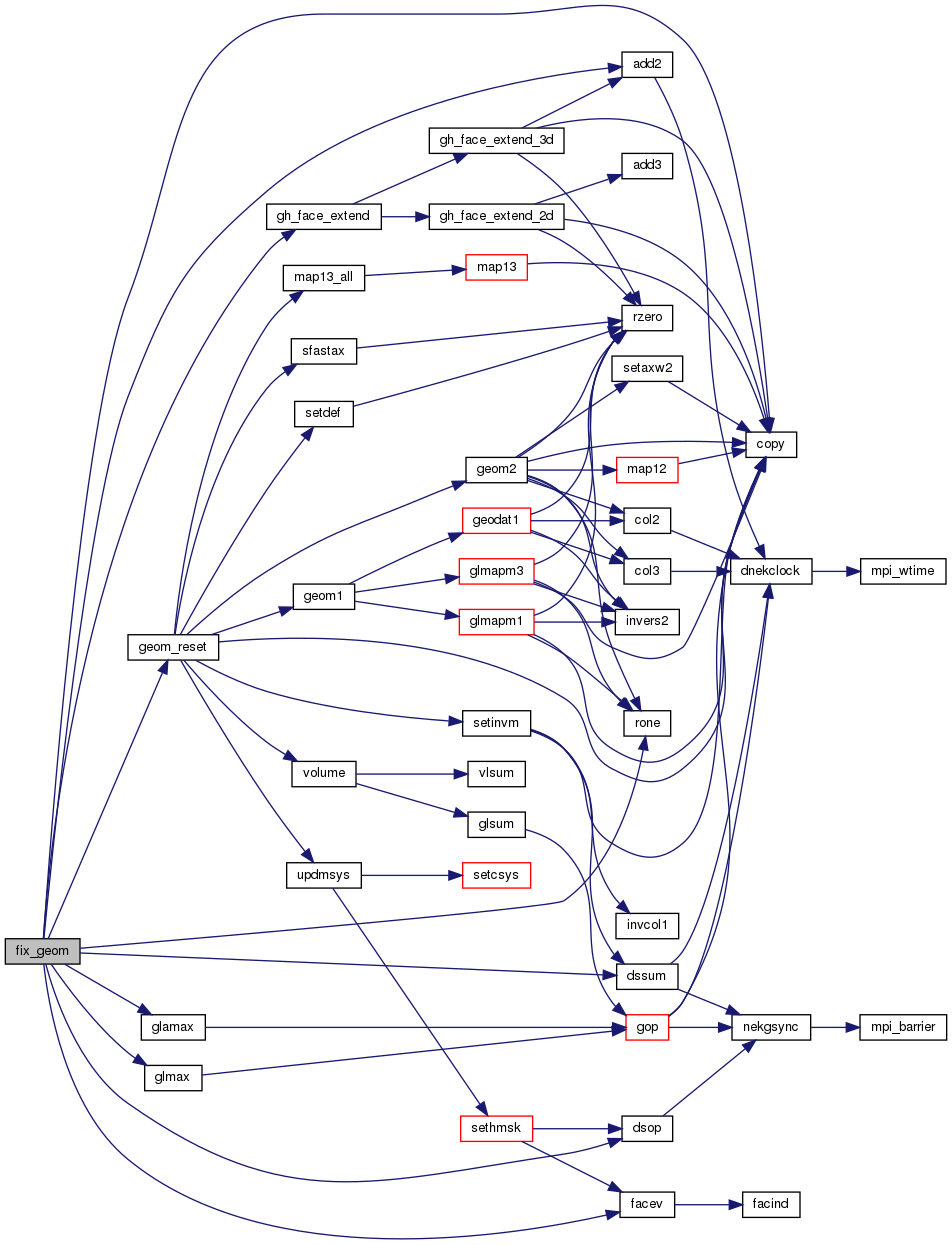 add2
gh_face_extend_3d
add3
gh_face_extend
gh_face_extend_2d
map13
map13_all
rzero
sfastax
setaxw2
setdef
copy
geom2
map12
geodat1
col2
glmapm3
col3
dnekclock
mpi_wtime
geom1
glmapm1
invers2
geom_reset
setinvm
rone
volume
vlsum
glsum
updmsys
setcsys
invcol1
fix_geom
dssum
glamax
gop
nekgsync
mpi_barrier
glmax
sethmsk
dsop
facev
facind